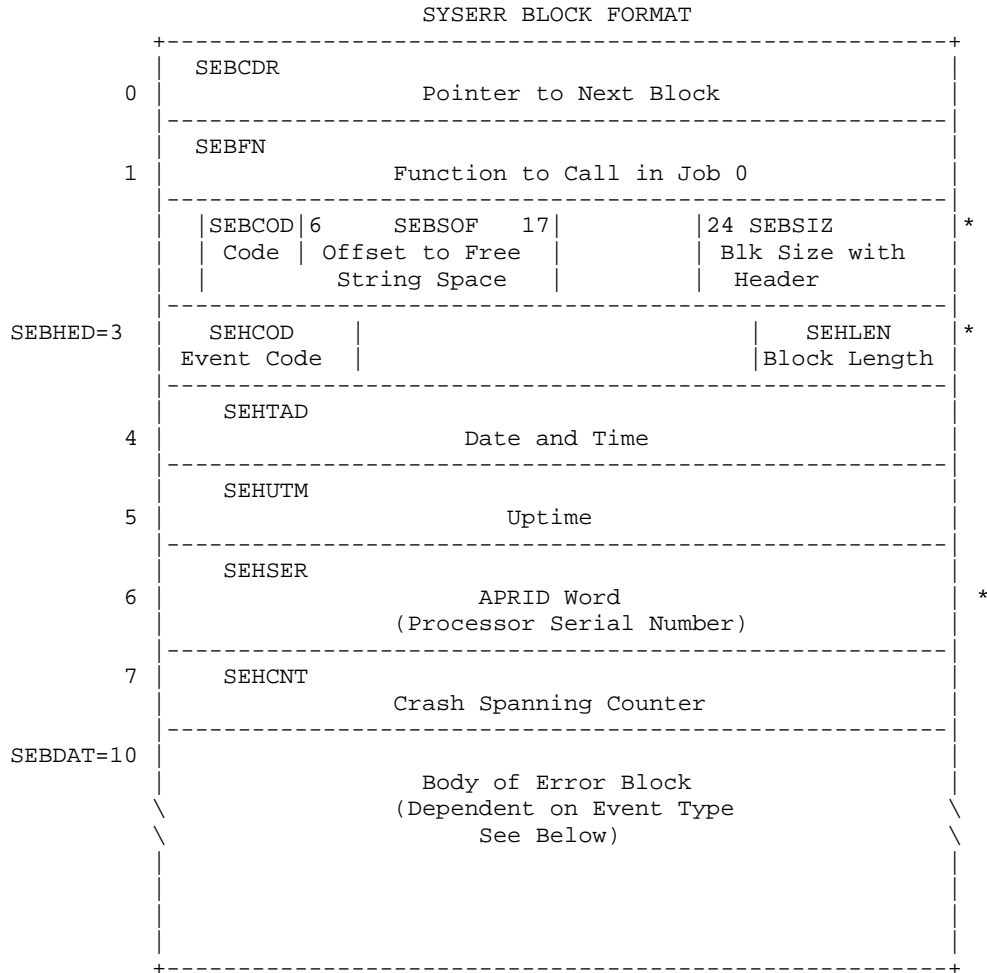 SYSERR BLOCK FORMAT
SEBCDR
0 Pointer to Next Block
SEBFN
1 Function to Call in Job 0
|SEBCOD|6 SEBSOF 17| |24 SEBSIZ |*
| Code | Offset to Free | | Blk Size with
| String Space | | Header
SEBHED=3 | SEHCOD | | SEHLEN |*
Event Code | |Block Length
SEHTAD
4 Date and Time
SEHUTM
5 Uptime
SEHSER
6 APRID Word *
(Processor Serial Number)
7 SEHCNT
Crash Spanning Counter
SEBDAT=10
Body of Error Block
\ (Dependent on Event Type \
\ See Below) \